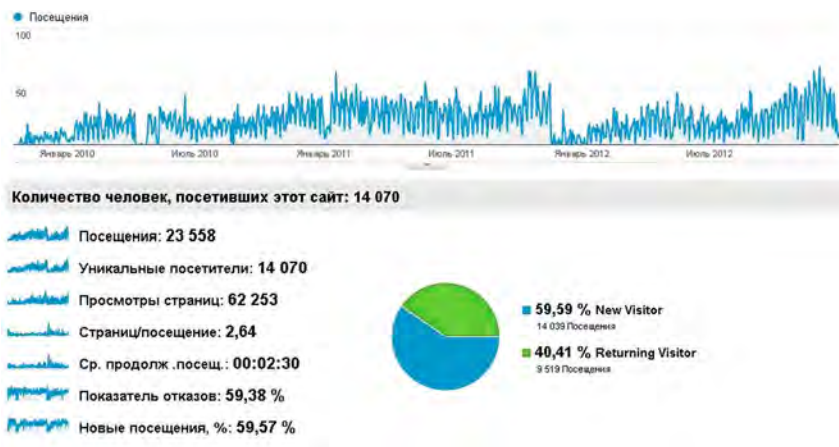 Посещения
100
50
Январь 2010 Июль 2010 Январь 2011 Июль 2011 Январь 2012 Июль 2012
Количество человек, посетивших этот сайт: 14 070
Посещения: 23 558
Уникальные посетители: 14 070
Просмотры страниц: 62 253
Страниц/посещение: 2,64
Ср. продолж .посещ.: 00:02:30
Показатель отказов: 59,38 %
Новые посещения, %: 59,57 %
59,59 % New Visitor
14 039 Посещения
40,41 % Returning Visitor
9 519 Посещения